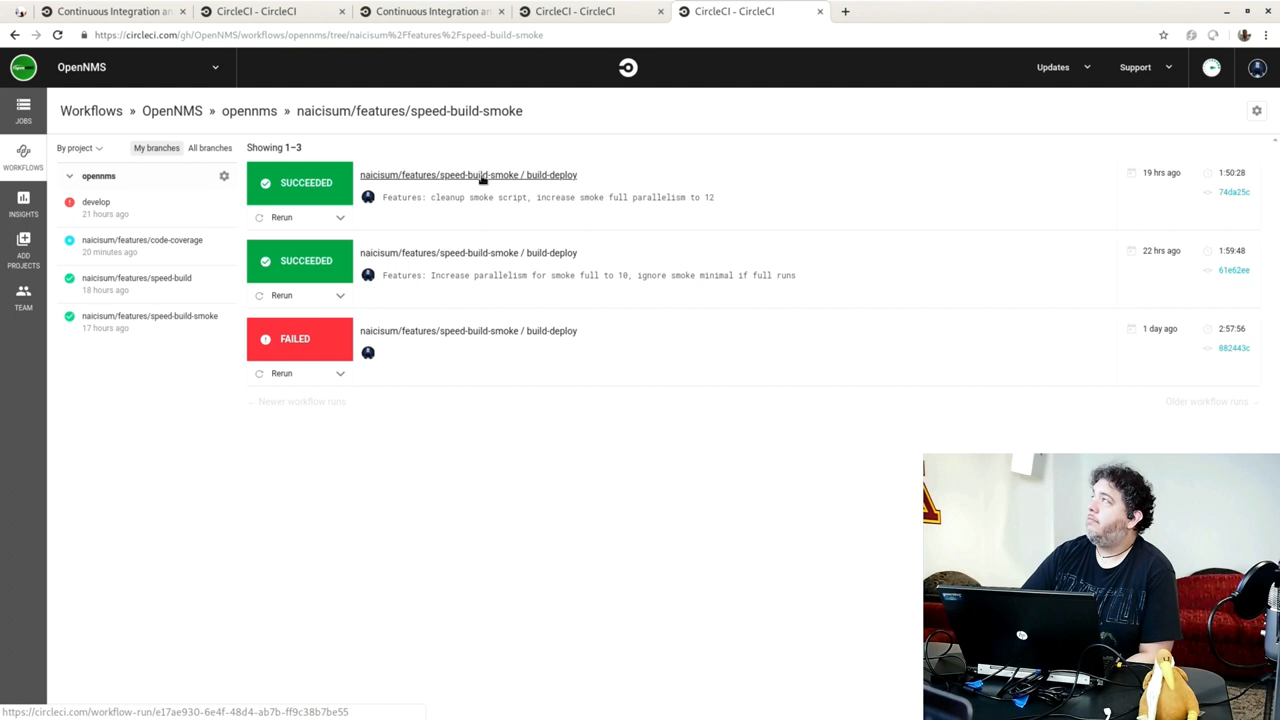 Continuous Integration an
CircleCI - CircleCI
Continuous Integration an
CircleCI - CircleCI
CircleCI - CircleCI
https://circleci.com/gh/OpenNMS/workflows/opennms/tree/naicisum%2Ffeatures%2Fspeed-build-smoke
OpenNMS
Updates
Support
JOBS
WORKFLOWS
INSIGHTS
ADD
PROJECTS
TEAM
Workflows » OpenNMS » opennms » naicisum/features/speed-build-smoke
By project
My branches
All branches
opennms
develop
21 hours ago
naicisum/features/code-coverage
20 minutes ago
naicisum/features/speed-build
18 hours ago
naicisum/features/speed-build-smoke
17 hours ago
Showing 1–3
SUCCEEDED
Rerun
naicisum/features/speed-build-smoke / build-deploy
Features: cleanup smoke script, increase smoke full parallelism to 12
19 hrs ago
1:50:28
74da25c
SUCCEEDED
Rerun
naicisum/features/speed-build-smoke / build-deploy
Features: Increase parallelism for smoke full to 10, ignore smoke minimal if full runs
22 hrs ago
1:59:48
61e62ee
FAILED
Rerun
naicisum/features/speed-build-smoke / build-deploy
1 day ago
2:57:56
882443c
← Newer workflow runs
Older workflow runs →
hp
https://circleci.com/workflow-run/e17ae930-6e4f-48d4-ab7b-ff9c38b7be55